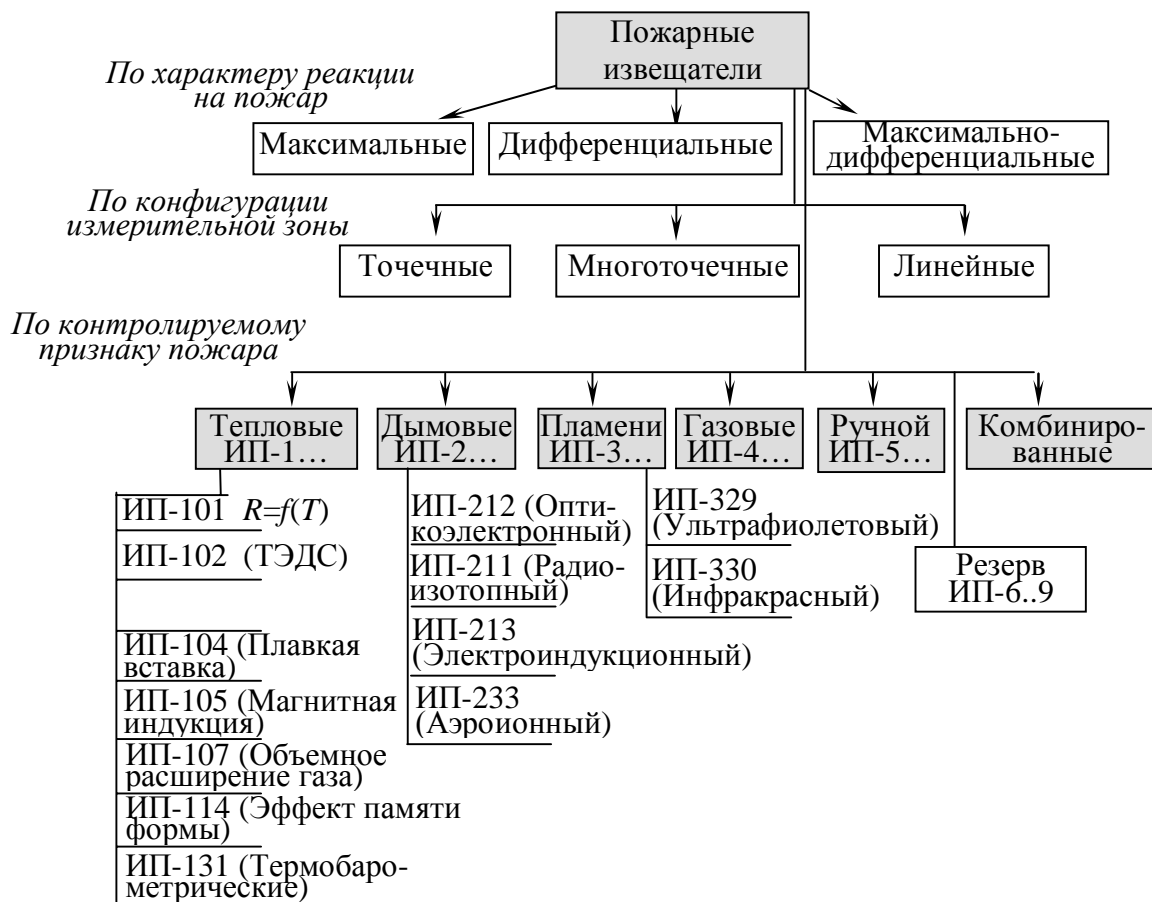 Пожарные
извещатели
По характеру реакции
на пожар
Максимальные
Дифференциальные
Максимально-
дифференциальные
По конфигурации
измерительной зоны
Точечные
Многоточечные
Линейные
По контролируемому
признаку пожара
Тепловые
ИП-1…
Дымовые
ИП-2…
Пламени
ИП-3…
Газовые
ИП-4…
Ручной
ИП-5…
Комбиниро-
ванные
ИП-101 R=f(T)
ИП-102 (ТЭДС)
ИП-104 (Плавкая
вставка)
ИП-105 (Магнитная
индукция)
ИП-107 (Объемное
расширение газа)
ИП-114 (Эффект памяти
формы)
ИП-131 (Термобаро-
метрические)
ИП-212 (Опти-
коэлектронный)
ИП-211 (Радио-
изотопный)
ИП-213
(Электроиндукционный)
ИП-233
(Аэроионный)
ИП-329
(Ультрафиолетовый)
ИП-330
(Инфракрасный)
Резерв
ИП-6..9